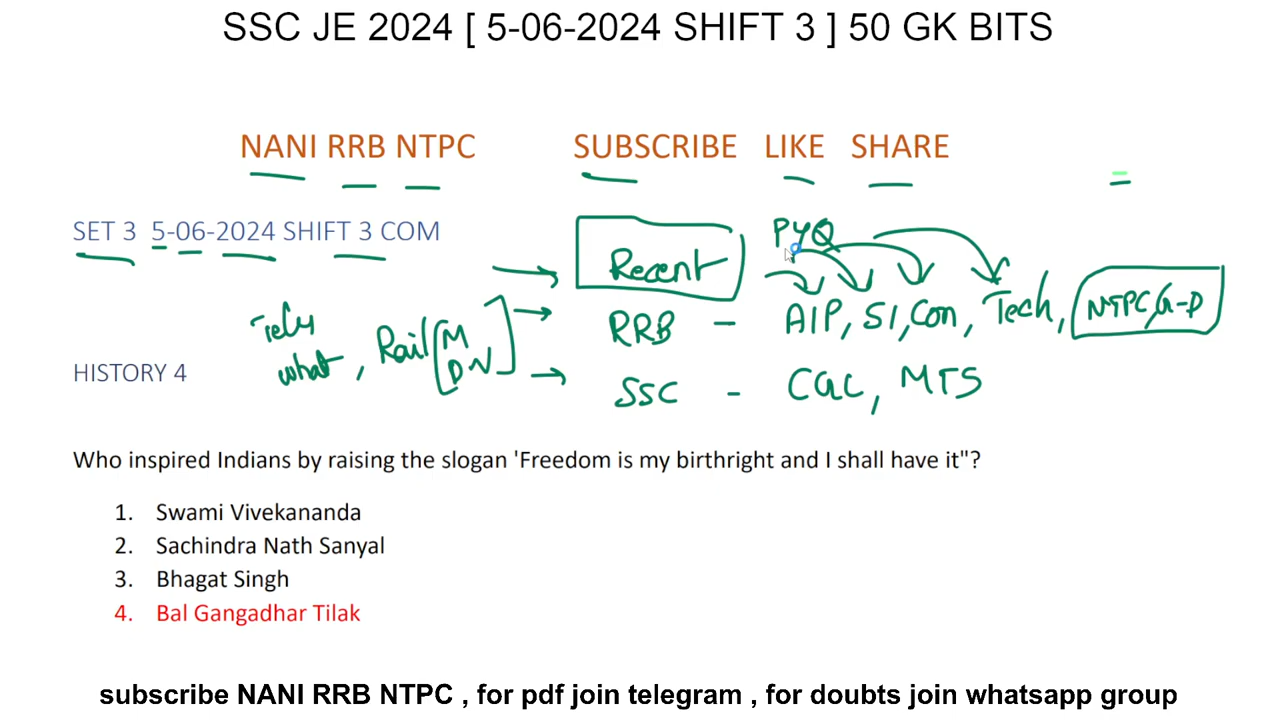 SSC JE 2024 [ 5-06-2024 SHIFT 3 ] 50 GK BITS
NANI RRB NTPC SUBSCRIBE LIKE SHARE
SET 3 5-06-2024 SHIFT 3 COM
PYQ
Recent
RRB - ALP, SI, Con, Tech, NTPC, G-D
what, Rail [M
DN]
SSC - CGL, MTS
HISTORY 4
Who inspired Indians by raising the slogan 'Freedom is my birthright and I shall have it"?
1. Swami Vivekananda
2. Sachindra Nath Sanyal
3. Bhagat Singh
4. Bal Gangadhar Tilak
subscribe NANI RRB NTPC , for pdf join telegram , for doubts join whatsapp group